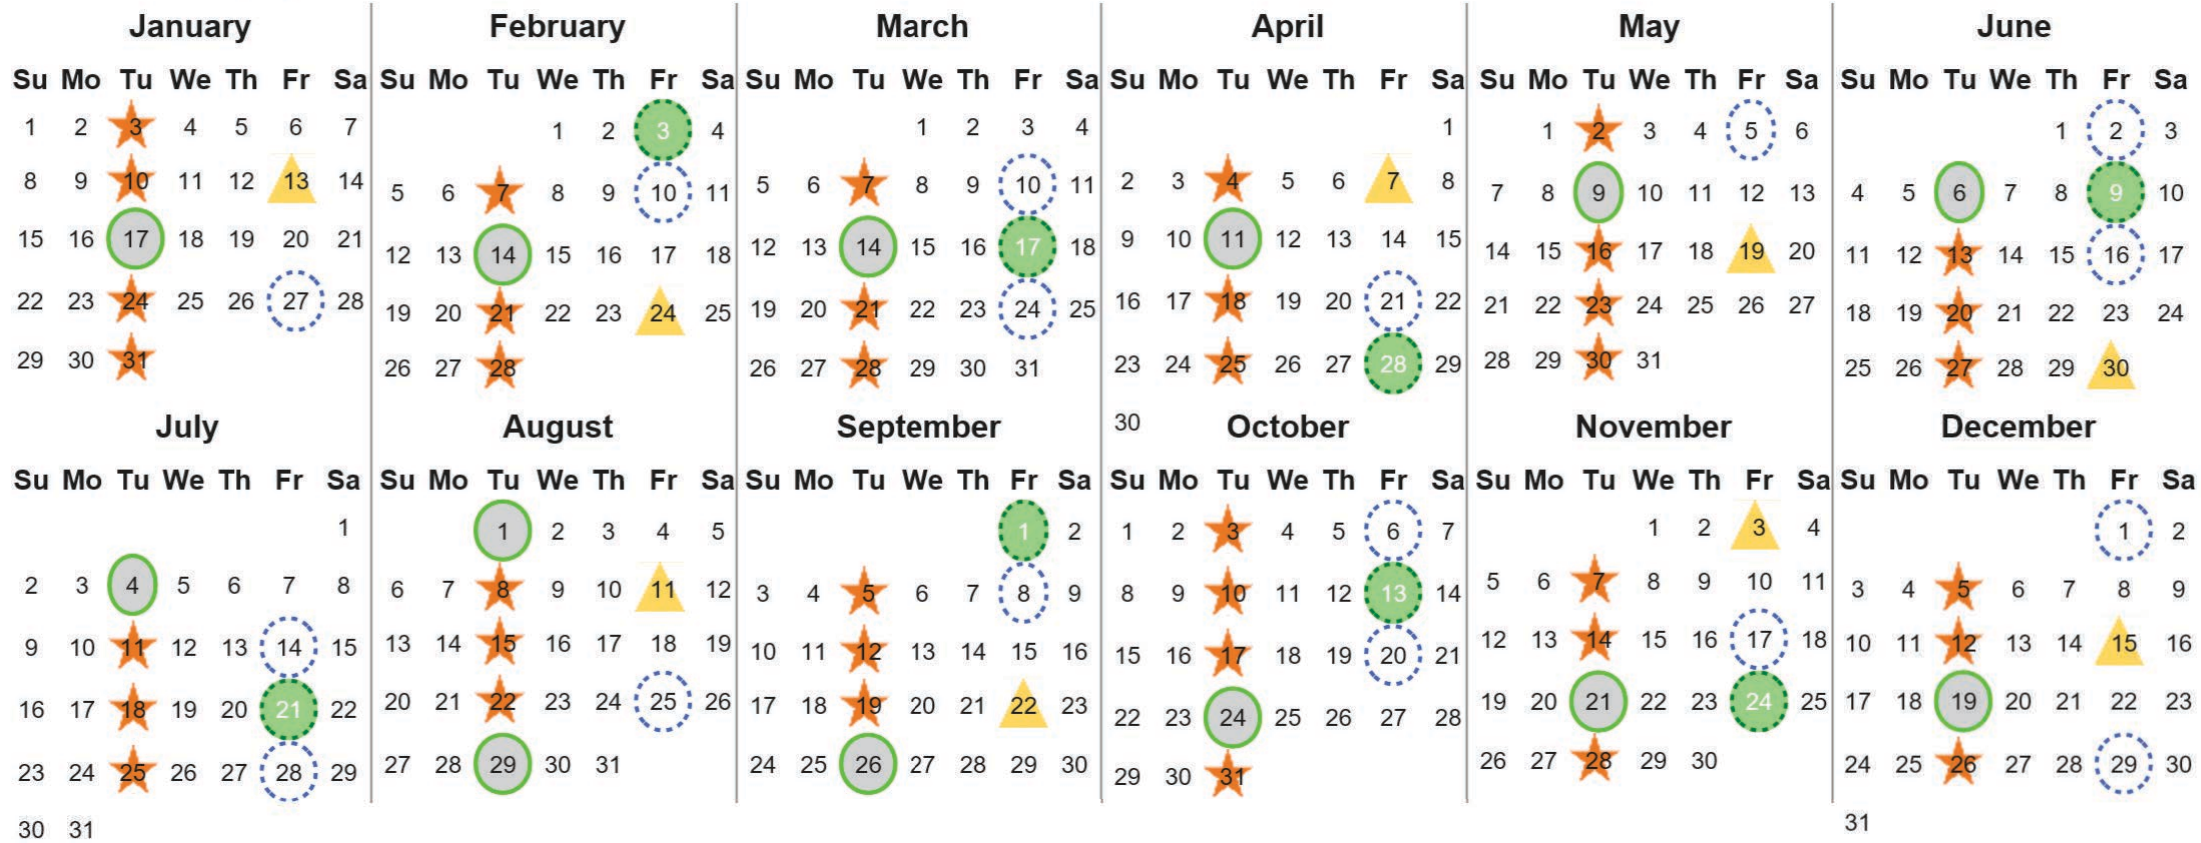 January
Su Mo Tu We Th Fr Sa
1 2 3 4 5 6 7
8 9 10 11 12 13 14
15 16 17 18 19 20 21
22 23 24 25 26 27 28
29 30 31
February
Su Mo Tu We Th Fr Sa
1 2 3 4
5 6 7 8 9 10 11
12 13 14 15 16 17 18
19 20 21 22 23 24 25
26 27 28
March
Su Mo Tu We Th Fr Sa
1 2 3 4
5 6 7 8 9 10 11
12 13 14 15 16 17 18
19 20 21 22 23 24 25
26 27 28 29 30 31
April
Su Mo Tu We Th Fr Sa
1
2 3 4 5 6 7 8
9 10 11 12 13 14 15
16 17 18 19 20 21 22
23 24 25 26 27 28 29
30
May
Su Mo Tu We Th Fr Sa
1 2 3 4 5 6
7 8 9 10 11 12 13
14 15 16 17 18 19 20
21 22 23 24 25 26 27
28 29 30 31
June
Su Mo Tu We Th Fr Sa
1 2 3
4 5 6 7 8 9 10
11 12 13 14 15 16 17
18 19 20 21 22 23 24
25 26 27 28 29 30
July
Su Mo Tu We Th Fr Sa
1
2 3 4 5 6 7 8
9 10 11 12 13 14 15
16 17 18 19 20 21 22
23 24 25 26 27 28 29
30 31
August
Su Mo Tu We Th Fr Sa
1 2 3 4 5
6 7 8 9 10 11 12
13 14 15 16 17 18 19
20 21 22 23 24 25 26
27 28 29 30 31
September
Su Mo Tu We Th Fr Sa
1 2
3 4 5 6 7 8 9
10 11 12 13 14 15 16
17 18 19 20 21 22 23
24 25 26 27 28 29 30
October
Su Mo Tu We Th Fr Sa
1 2 3 4 5 6 7
8 9 10 11 12 13 14
15 16 17 18 19 20 21
22 23 24 25 26 27 28
29 30 31
November
Su Mo Tu We Th Fr Sa
1 2 3 4
5 6 7 8 9 10 11
12 13 14 15 16 17 18
19 20 21 22 23 24 25
26 27 28 29 30
December
Su Mo Tu We Th Fr Sa
1 2
3 4 5 6 7 8 9
10 11 12 13 14 15 16
17 18 19 20 21 22 23
24 25 26 27 28 29 30
31